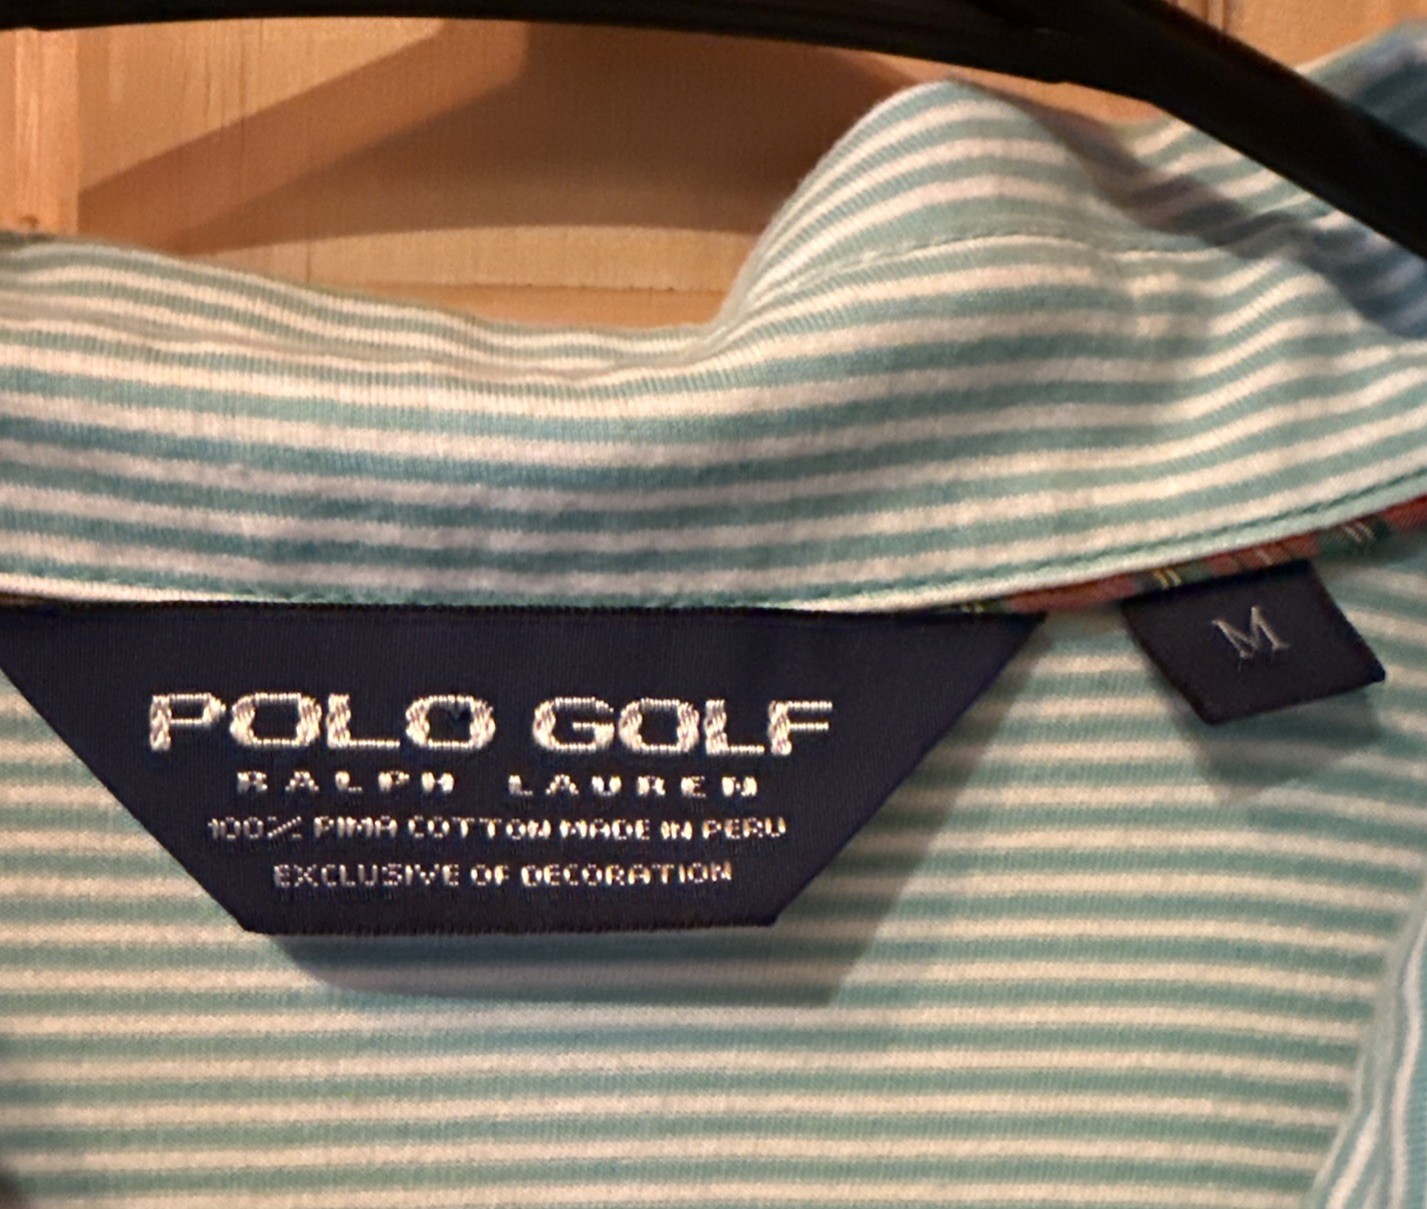 POLO GOLF
RALPH LAUREN
100% PIMA COTTON MADE IN PERU
EXCLUSIVE OF DECORATION
M